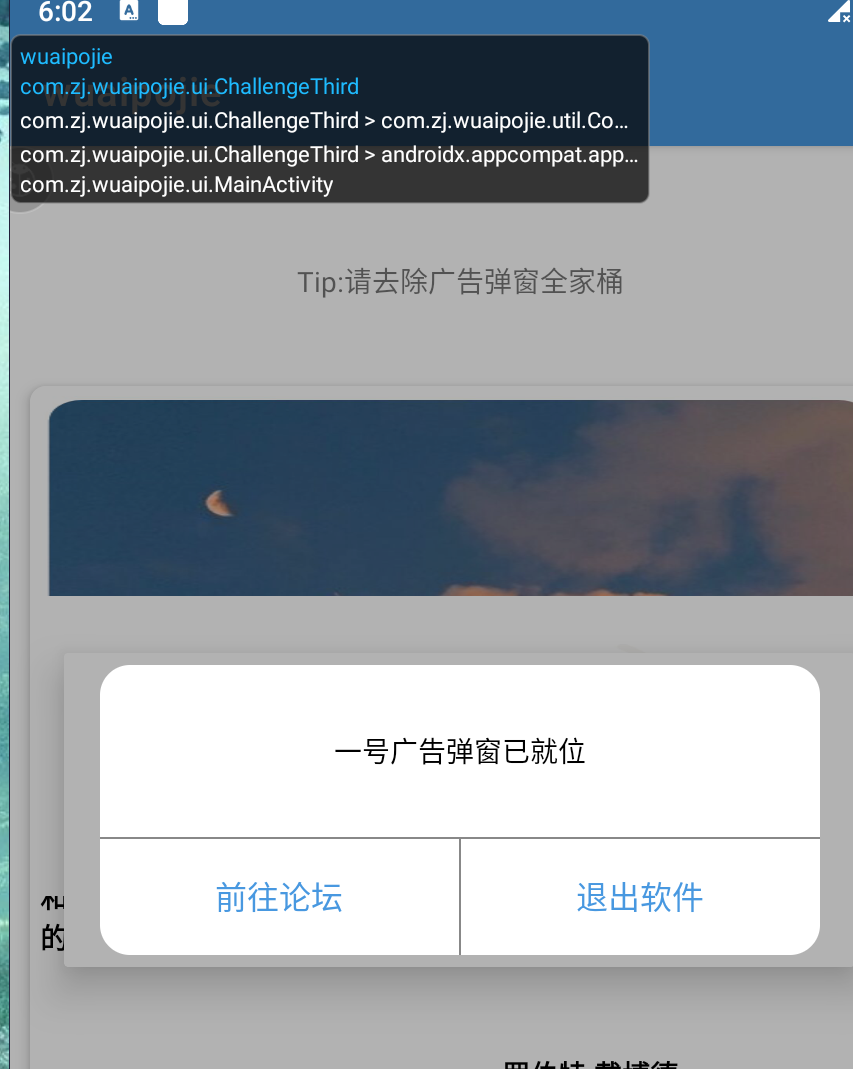 6:02
A
wuaipojie
com.zj.wuaipojie.ui.ChallengeThird
wuaipojie
com.zj.wuaipojie.ui.ChallengeThird > com.zj.wuaipojie.util.Co...
com.zj.wuaipojie.ui.ChallengeThird > androidx.appcompat.app...
com.zj.wuaipojie.ui.MainActivity
Tip:请去除广告弹窗全家桶
一号广告弹窗已就位
前往论坛
退出软件
的